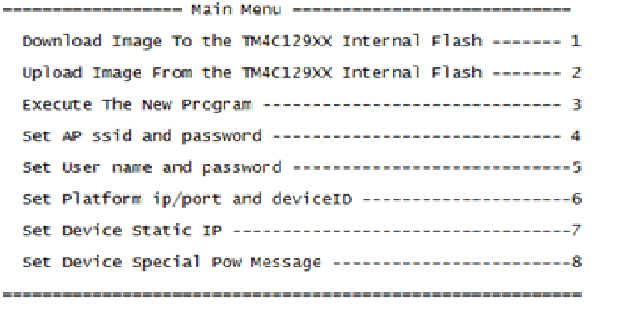 ------------------ Main Menu ----------------------------
Download Image To the TM4C129XX Internal Flash ------- 1
Upload Image From the TM4C129XX Internal Flash ------- 2
Execute The New Program ------------------------------ 3
Set AP ssid and password ----------------------------- 4
Set User name and password ----------------------------5
Set Platform ip/port and deviceID ---------------------6
Set Device Static IP ----------------------------------7
Set Device Special Pow Message ------------------------8
==========================================================